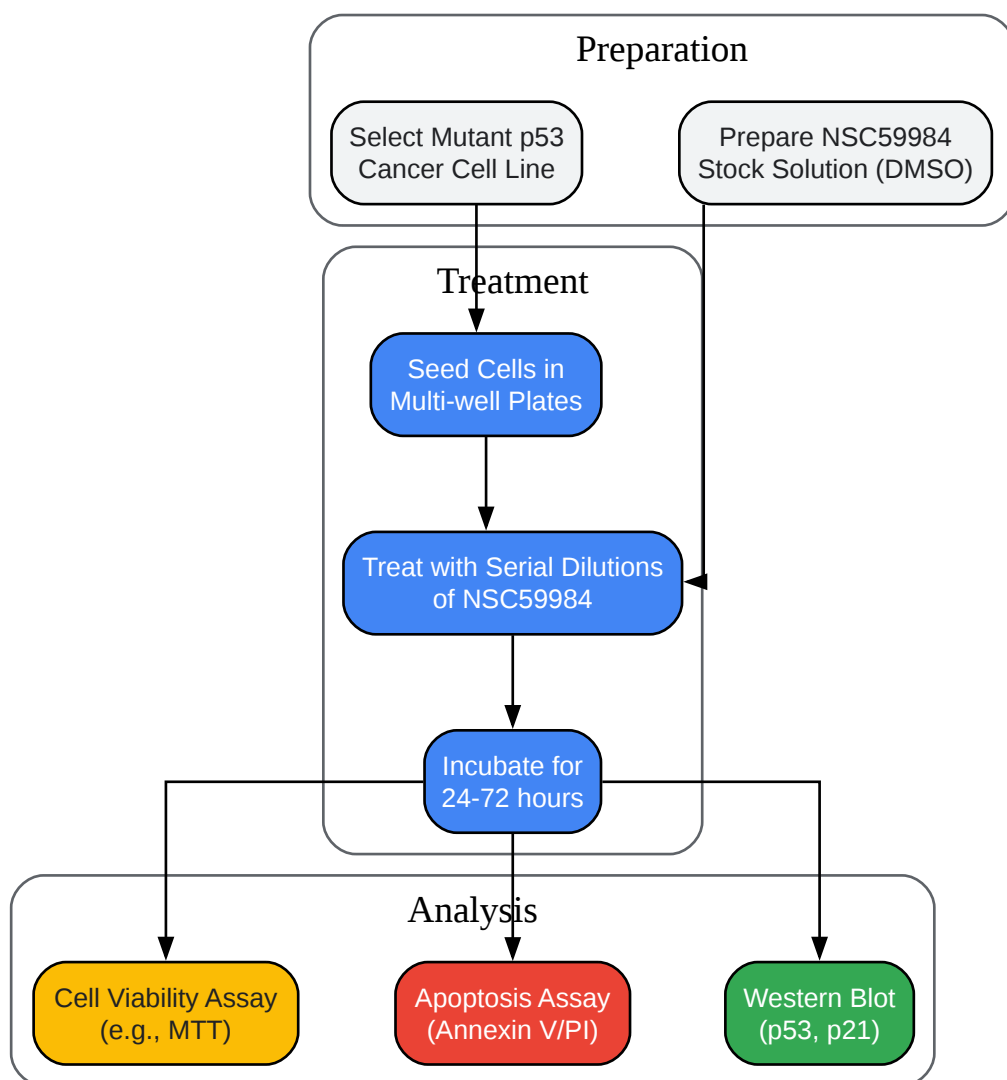 Preparation
Select Mutant p53
Cancer Cell Line
Prepare NSC59984
Stock Solution (DMSO)
Treatment
Seed Cells in
Multi-well Plates
Treat with Serial Dilutions
of NSC59984
Incubate for
24-72 hours
Analysis
Cell Viability Assay
(e.g., MTT)
Apoptosis Assay
(Annexin V/PI)
Western Blot
(p53, p21)